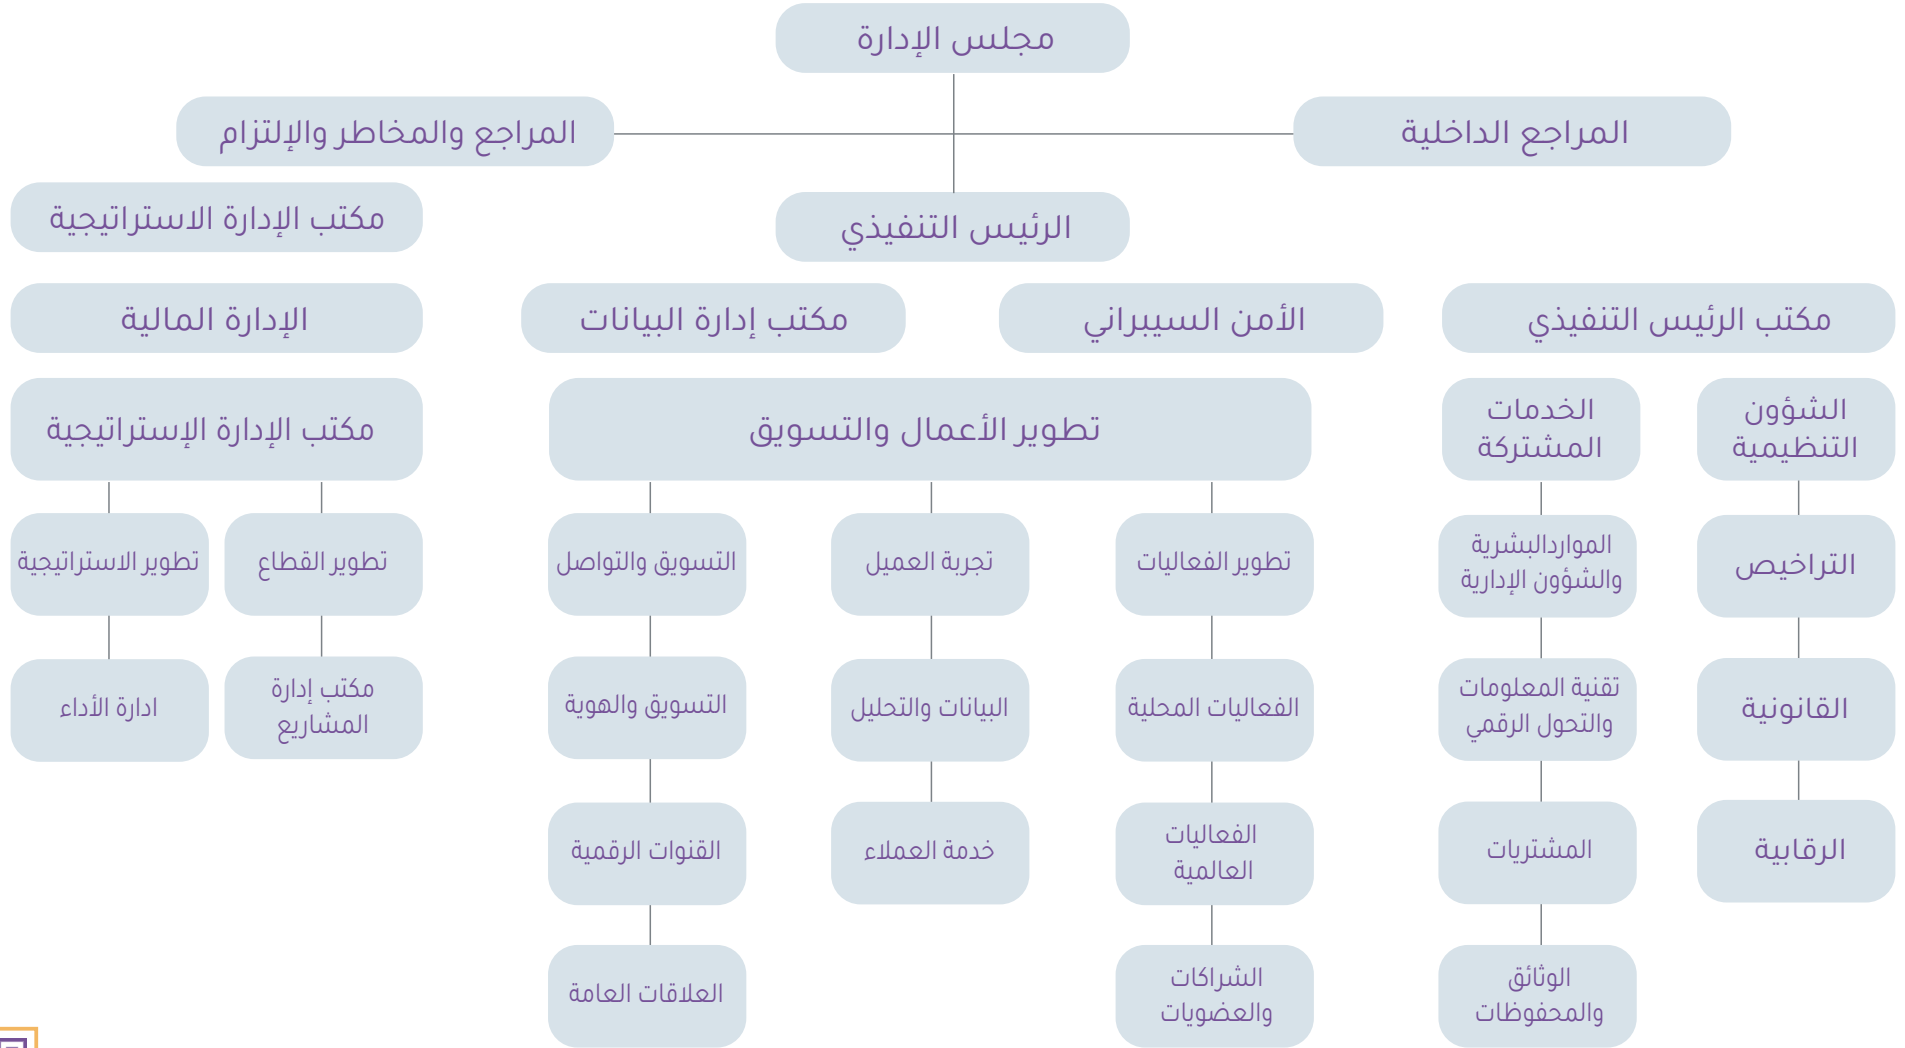 مجلس الإدارة
المراجع الداخلية
المراجع والمخاطر والإلتزام
الرئيس التنفيذي
مكتب الإدارة الاستراتيجية
مكتب الرئيس التنفيذي
الأمن السيبراني
مكتب إدارة البيانات
الإدارة المالية
الشؤون
التنظيمية
الخدمات
المشتركة
تطوير الأعمال والتسويق
مكتب الإدارة الإستراتيجية
التراخيص
المواردالبشرية
والشؤون الإدارية
تطوير الفعاليات
تجربة العميل
التسويق والتواصل
تطوير القطاع
تطوير الاستراتيجية
القانونية
تقنية المعلومات
والتحول الرقمي
الفعاليات المحلية
البيانات والتحليل
التسويق والهوية
مكتب إدارة
المشاريع
ادارة الأداء
الرقابية
المشتريات
الفعاليات
العالمية
خدمة العملاء
القنوات الرقمية
الوثائق
والمحفوظات
الشراكات
والعضويات
العلاقات العامة